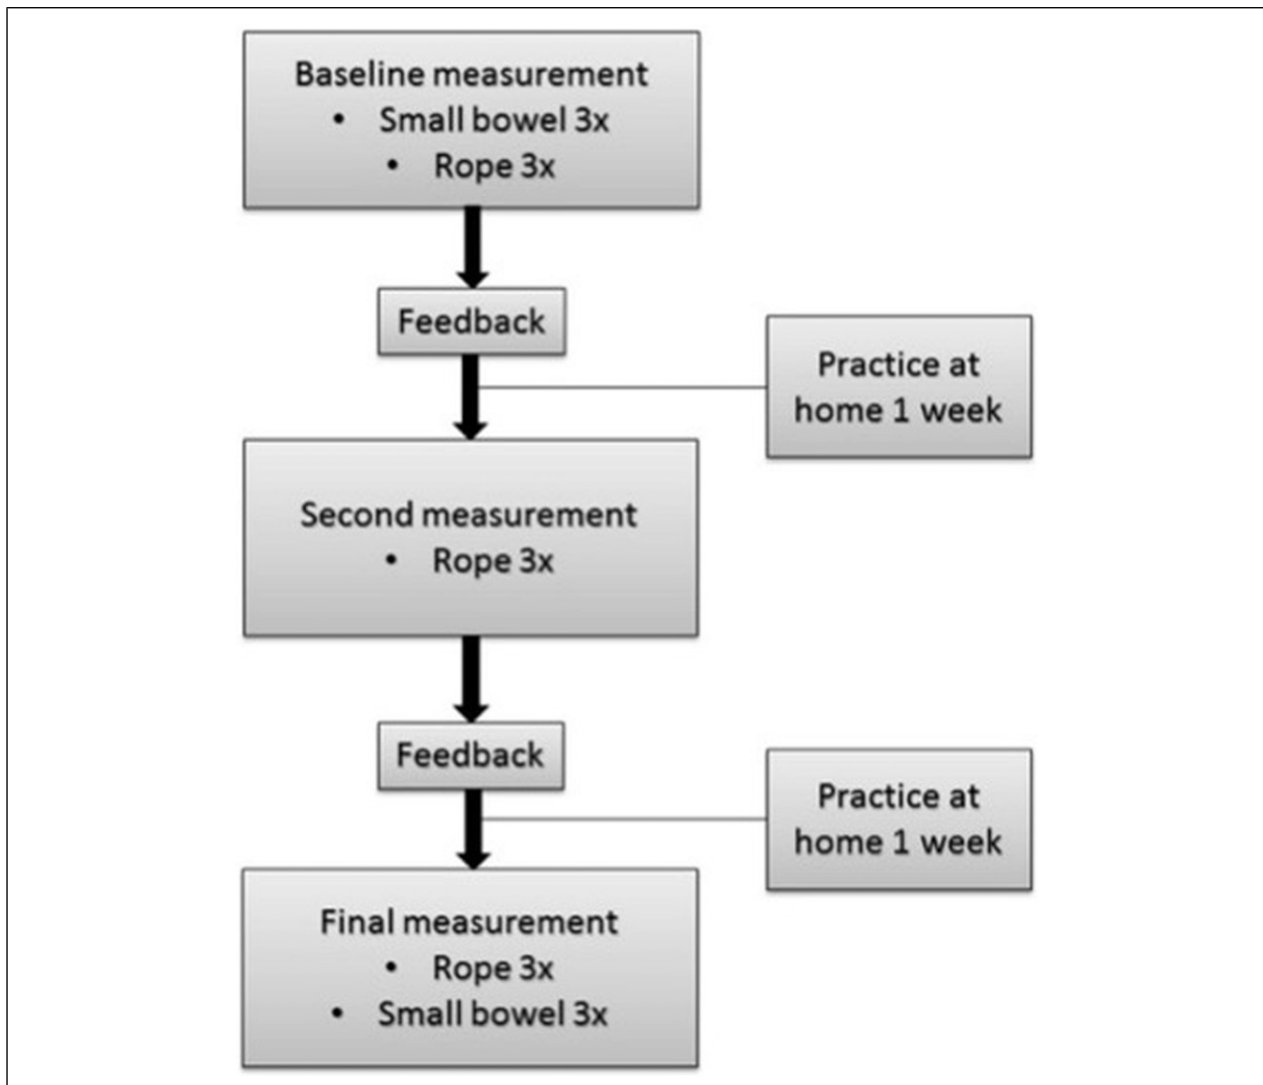 Baseline measurement
• Small bowel 3x
• Rope 3x
Feedback
Practice at
home 1 week
Second measurement
• Rope 3x
Feedback
Practice at
home 1 week
Final measurement
• Rope 3x
• Small bowel 3x